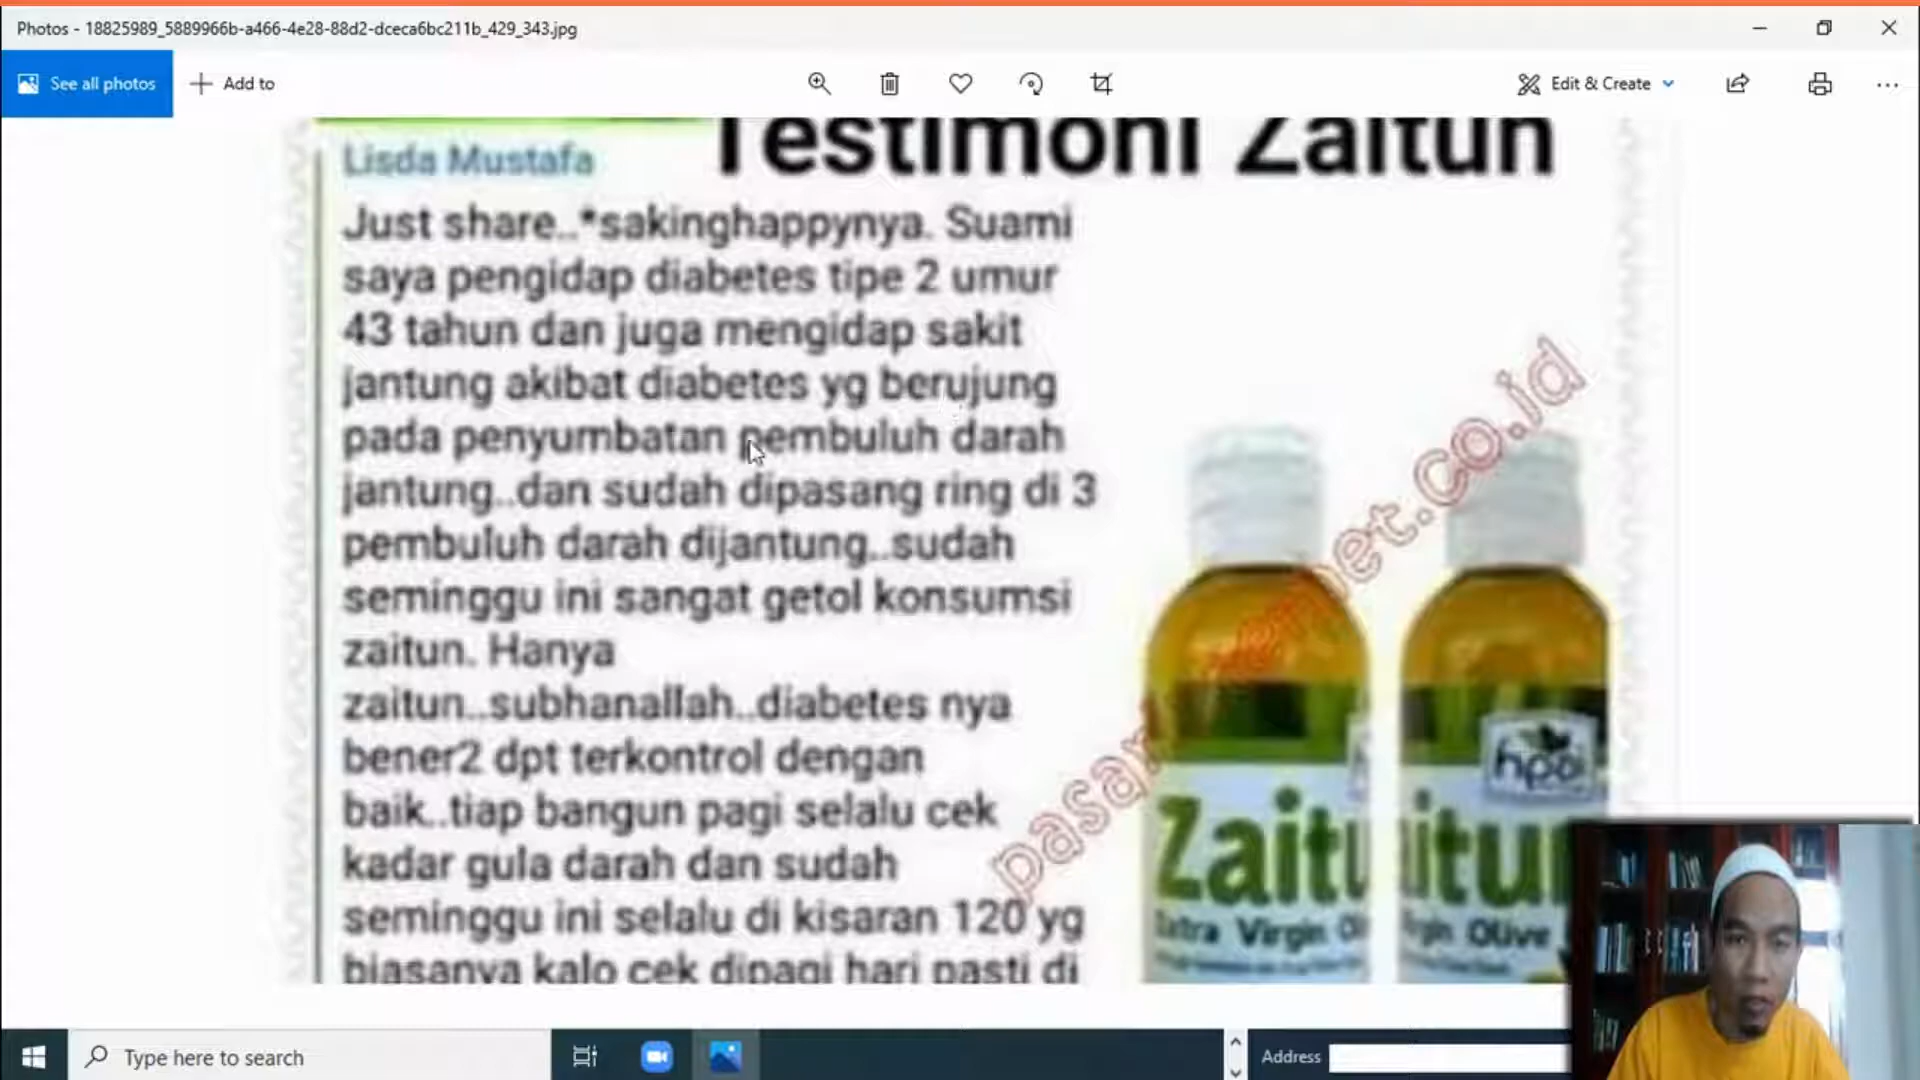 Photos - 18825989_5889966b-a466-4e28-88d2-dceca6bc211b_429_343.jpg
See all photos
Add to
Edit & Create
Testimoni Zaitun
Lisda Mustafa
Just share..*sakinghappynya. Suami
saya pengidap diabetes tipe 2 umur
43 tahun dan juga mengidap sakit
jantung akibat diabetes yg berujung
pada penyumbatan pembuluh darah
jantung..dan sudah dipasang ring di 3
pembuluh darah dijantung..sudah
seminggu ini sangat getol konsumsi
zaitun. Hanya
zaitun..subhanallah..diabetes nya
bener2 dpt terkontrol dengan
baik..tiap bangun pagi selalu cek
kadar gula darah dan sudah
seminggu ini selalu di kisaran 120 yg
biasanya kalo cek dipagi hari pasti di
hpai
Zaitu
itun
Extra Virgin
Virgin Olive
Type here to search
Address